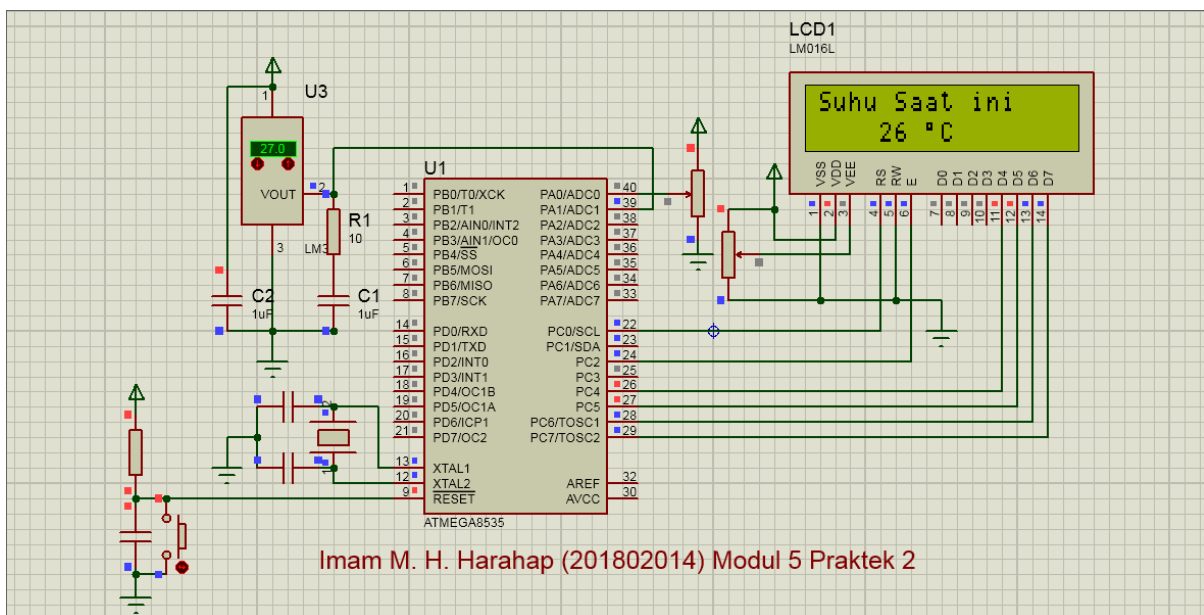 LCD1
LM016L
Suhu Saat ini
26 °C
VSS VDD VEE RS RW E D0 D1 D2 D3 D4 D5 D6 D7
1 2 3 4 5 6 7 8 9 10 11 12 13 14
U3
1
27.0
VOUT
2
3
R1
10
LM3
C2
1uF
C1
1uF
U1
1 PB0/T0/XCK PA0/ADC0 40
2 PB1/T1 PA1/ADC1 39
3 PB2/AIN0/INT2 PA2/ADC2 38
4 PB3/AIN1/OC0 PA3/ADC3 37
5 PB4/SS PA4/ADC4 36
6 PB5/MOSI PA5/ADC5 35
7 PB6/MISO PA6/ADC6 34
8 PB7/SCK PA7/ADC7 33
14 PD0/RXD PC0/SCL 22
15 PD1/TXD PC1/SDA 23
16 PD2/INT0 PC2 24
17 PD3/INT1 PC3 25
18 PD4/OC1B PC4 26
19 PD5/OC1A PC5 27
20 PD6/ICP1 PC6/TOSC1 28
21 PD7/OC2 PC7/TOSC2 29
13 XTAL1
12 XTAL2 AREF 32
9 RESET AVCC 30
ATMEGA8535
Imam M. H. Harahap (201802014) Modul 5 Praktek 2